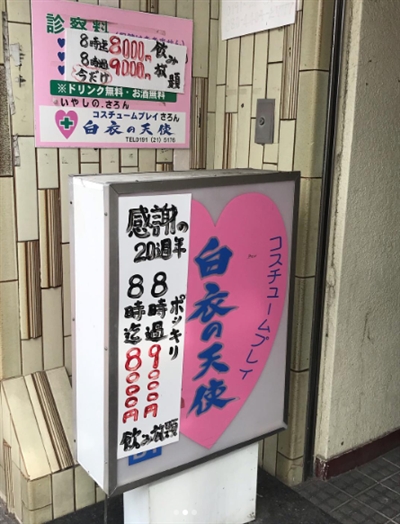 診察料
8時迄8000円
8時過9000円
今だけ
飲み
放題
※ドリンク無料・お酒無料
いやしの、さろん
コスチュームプレイさろん
白衣の天使
TEL0191(21)5176
感謝の
20週年
ポッキリ
8時過9000円
8時迄8000円
飲み放題
コスチュームプレイ
白衣の天使